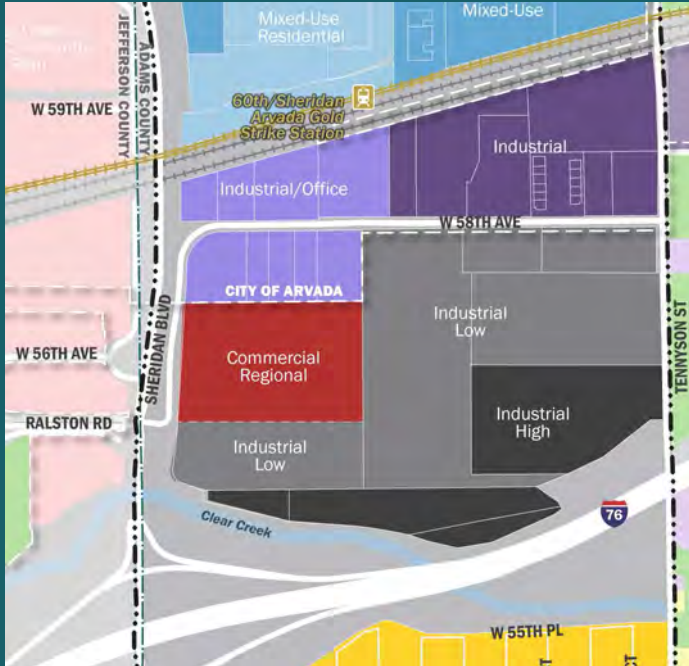 Mixed-Use
Residential
Mixed-Use
JEFFERSON COUNTY
ADAMS COUNTY
W 59TH AVE
60th/Sheridan
Arvada Gold
Strike Station
Industrial
Industrial/Office
W 58TH AVE
CITY OF ARVADA
Industrial
Low
SHERIDAN BLVD
TENNYSON ST
W 56TH AVE
Commercial
Regional
RALSTON RD
Industrial
High
Industrial
Low
Clear Creek
76
W 55TH PL
CT